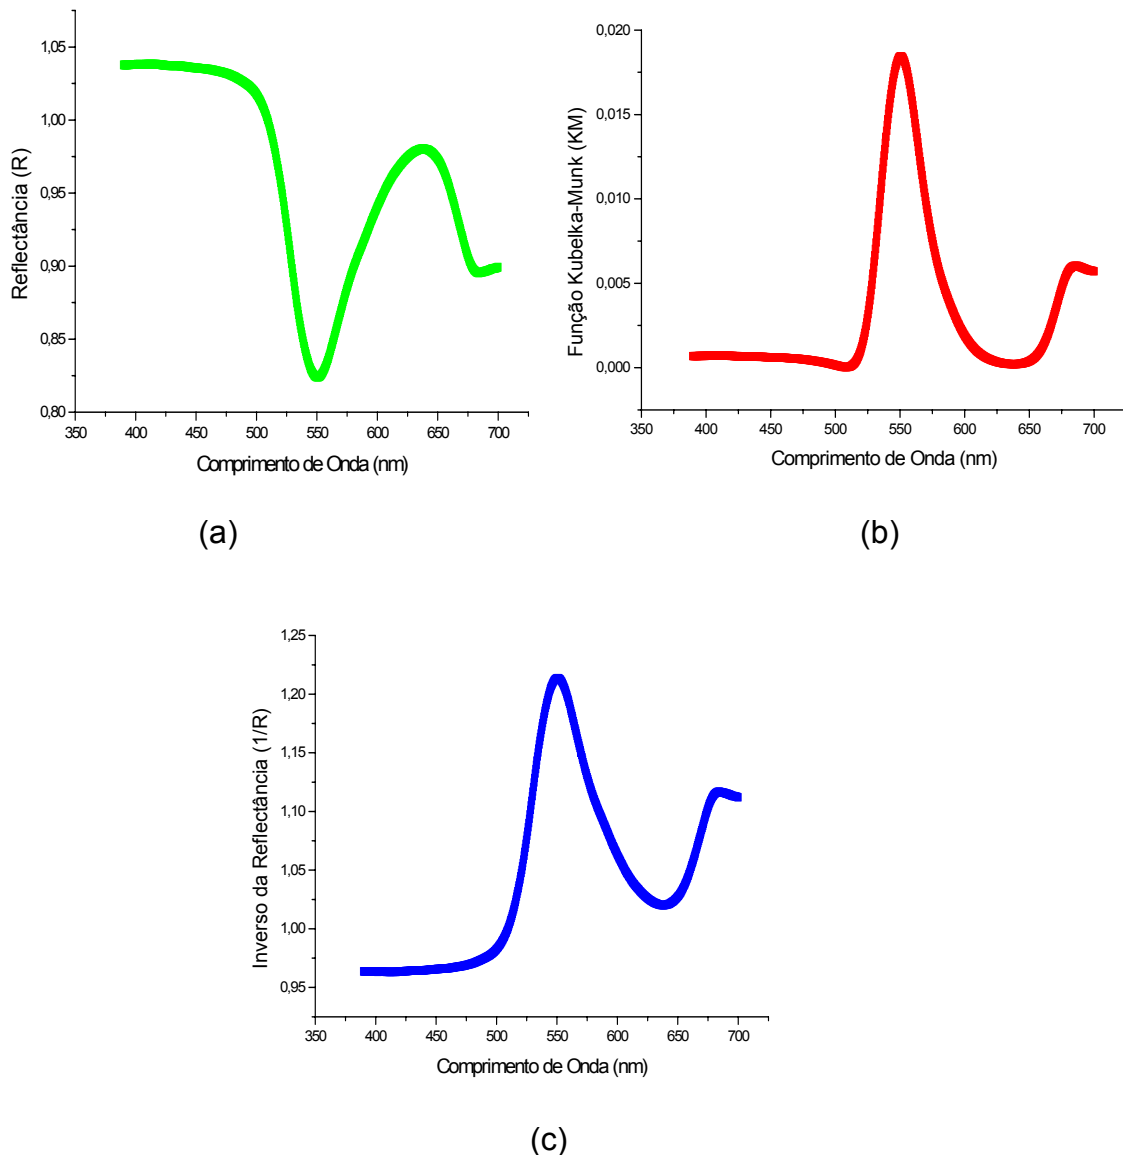 Reflectância (R)
1,05
1,00
0,95
0,90
0,85
0,80
350 400 450 500 550 600 650 700
Comprimento de Onda (nm)
(a)
Função Kubelka-Munk (KM)
0,020
0,015
0,010
0,005
0,000
350 400 450 500 550 600 650 700
Comprimento de Onda (nm)
(b)
Inverso da Reflectância (1/R)
1,25
1,20
1,15
1,10
1,05
1,00
0,95
350 400 450 500 550 600 650 700
Comprimento de Onda (nm)
(c)